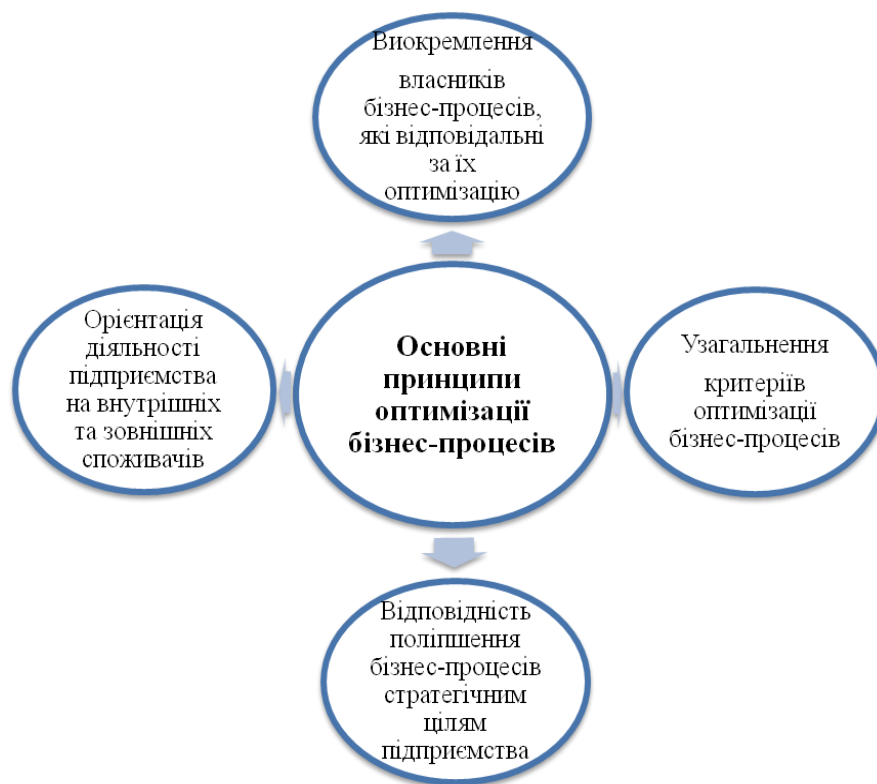 Виокремлення
власників
бізнес-процесів,
які відповідальні
за їх
оптимізацію
Орієнтація
діяльності
підприємства
на внутрішніх
та зовнішніх
споживачів
Основні
принципи
оптимізації
бізнес-процесів
Узагальнення
критеріїв
оптимізації
бізнес-процесів
Відповідність
поліпшення
бізнес-процесів
стратегічним
цілям
підприємства